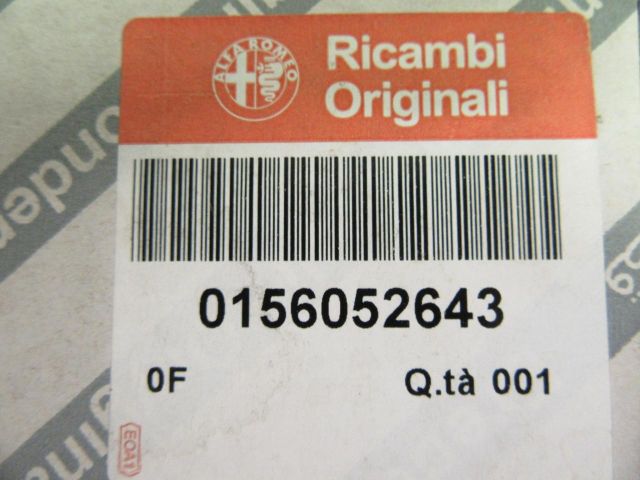 ALFA ROMEO
Ricambi
Originali
0156052643
0F
Q.tà 001
EOA1